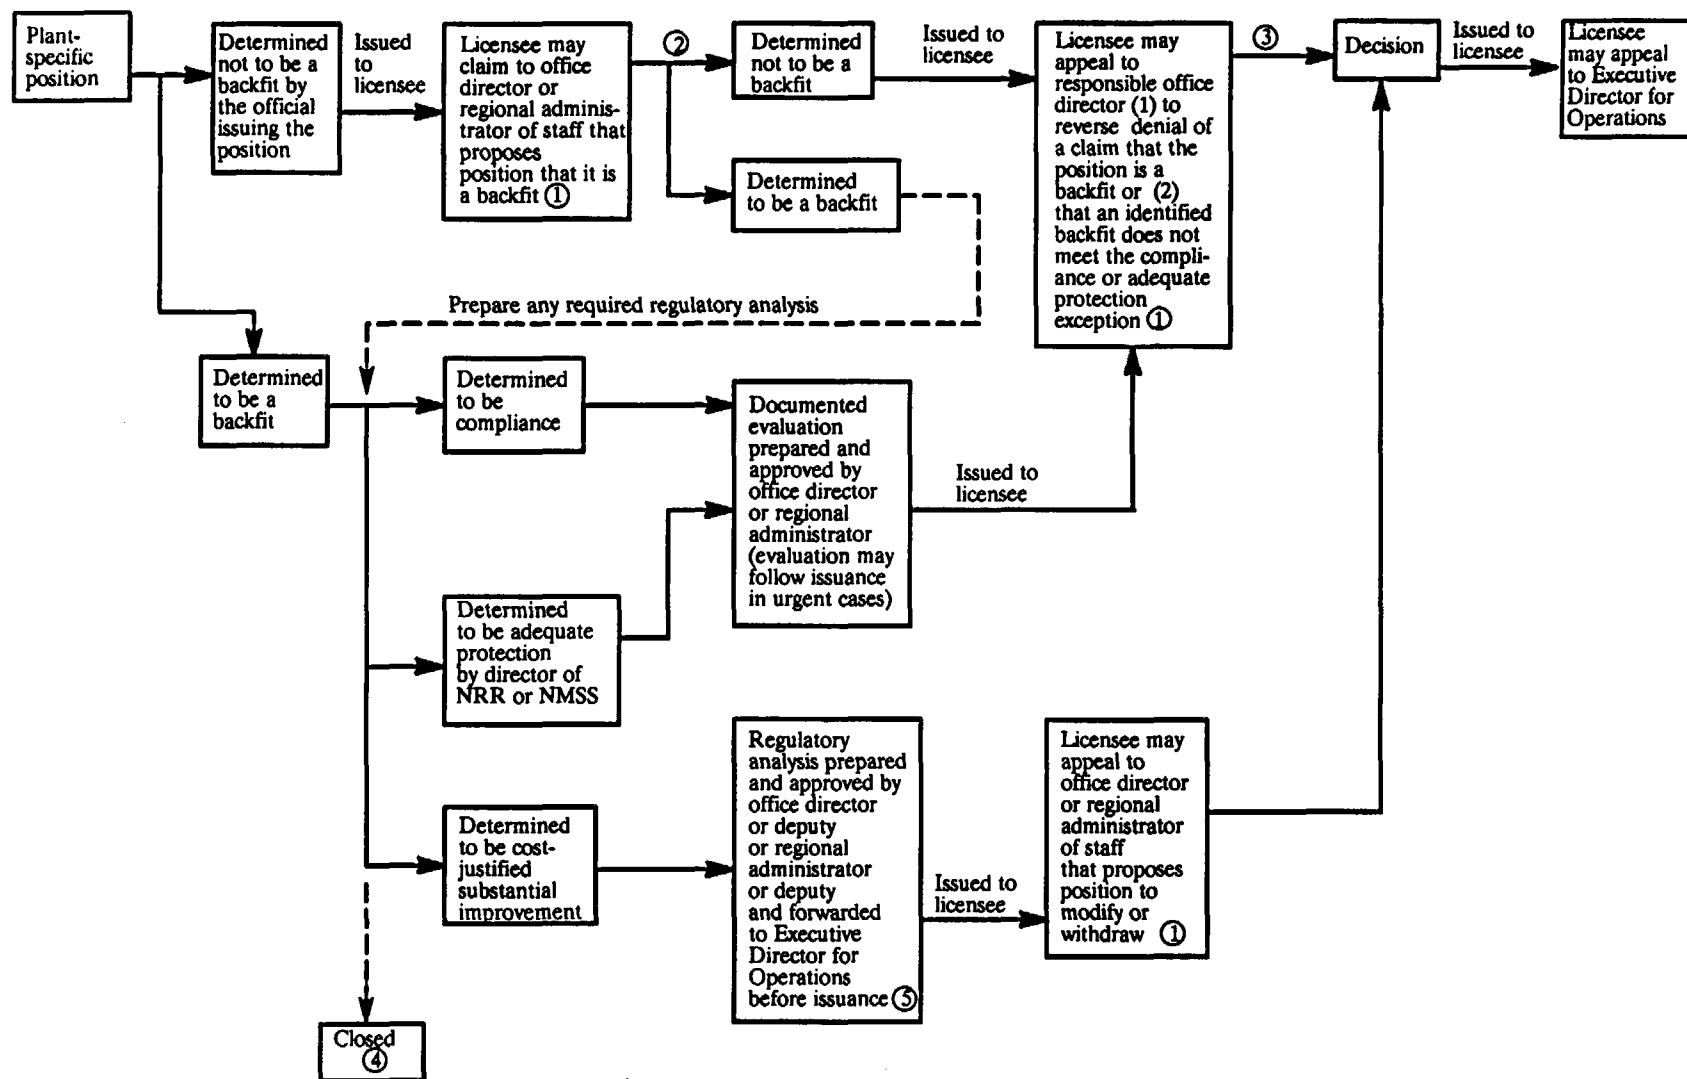 Plant-
specific
position
Determined
not to be a
backfit by
the official
issuing the
position
Issued
to
licensee
Licensee may
claim to office
director or
regional adminis-
trator of staff that
proposes
position that it is
a backfit ①
②
Determined
not to be a
backfit
Issued to
licensee
Licensee may
appeal to
responsible office
director (1) to
reverse denial of
a claim that the
position is a
backfit or (2)
that an identified
backfit does not
meet the compli-
ance or adequate
protection
exception ①
③
Decision
Issued to
licensee
Licensee
may appeal
to Executive
Director for
Operations
Determined
to be a backfit
Prepare any required regulatory analysis
Determined
to be a
backfit
Determined
to be
compliance
Documented
evaluation
prepared and
approved by
office director
or regional
administrator
(evaluation may
follow issuance
in urgent cases)
Issued to
licensee
Determined
to be adequate
protection
by director of
NRR or NMSS
Determined
to be cost-
justified
substantial
improvement
Regulatory
analysis prepared
and approved by
office director
or deputy
or regional
administrator
or deputy
and forwarded
to Executive
Director for
Operations
before issuance ⑤
Issued to
licensee
Licensee may
appeal to
office director
or regional
administrator
of staff
that proposes
position to
modify or
withdraw ①
Closed
④